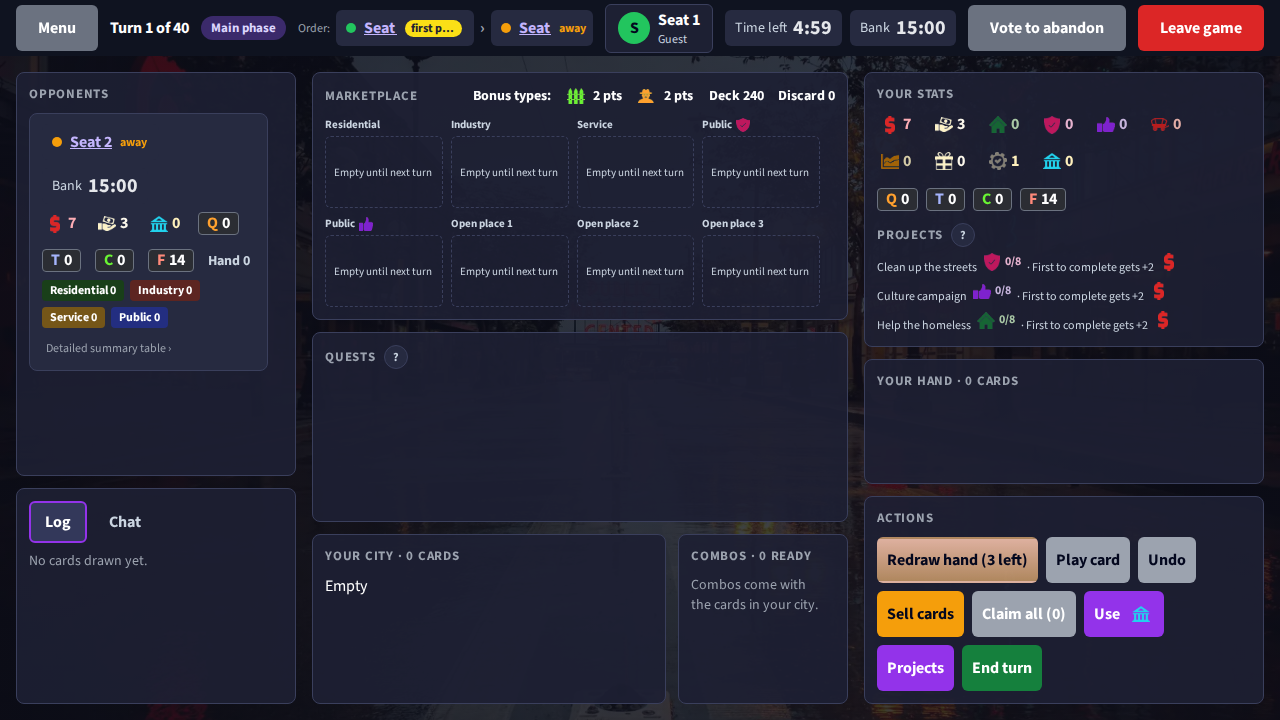 Menu
Turn 1 of 40
Main phase
Order:
Seat
first p...
›
Seat
away
S
Seat 1
Guest
Time left 4:59
Bank 15:00
Vote to abandon
Leave game
OPPONENTS
Seat 2 away
Bank 15:00
7 3 0 Q 0
T 0 C 0 F 14 Hand 0
Residential 0 Industry 0
Service 0 Public 0
Detailed summary table ›
Log Chat
No cards drawn yet.
MARKETPLACE Bonus types: 2 pts 2 pts Deck 240 Discard 0
Residential Industry Service Public
Empty until next turn Empty until next turn Empty until next turn Empty until next turn
Public Open place 1 Open place 2 Open place 3
Empty until next turn Empty until next turn Empty until next turn Empty until next turn
QUESTS ?
YOUR CITY · 0 CARDS
Empty
COMBOS · 0 READY
Combos come with
the cards in your city.
YOUR STATS
7 3 0 0 0 0
0 0 1 0
Q 0 T 0 C 0 F 14
PROJECTS ?
Clean up the streets 0/8 · First to complete gets +2
Culture campaign 0/8 · First to complete gets +2
Help the homeless 0/8 · First to complete gets +2
YOUR HAND · 0 CARDS
ACTIONS
Redraw hand (3 left) Play card Undo
Sell cards Claim all (0) Use
Projects End turn